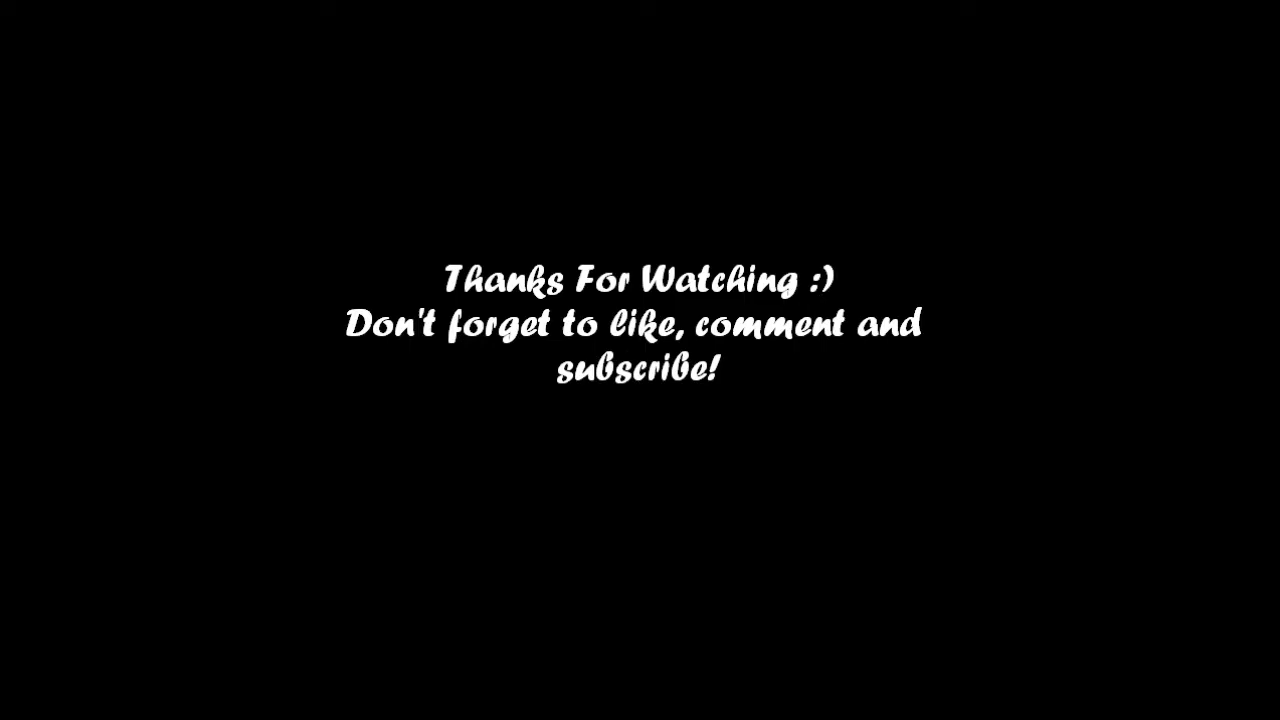 Thanks For Watching :)
Don't forget to like, comment and
subscribe!